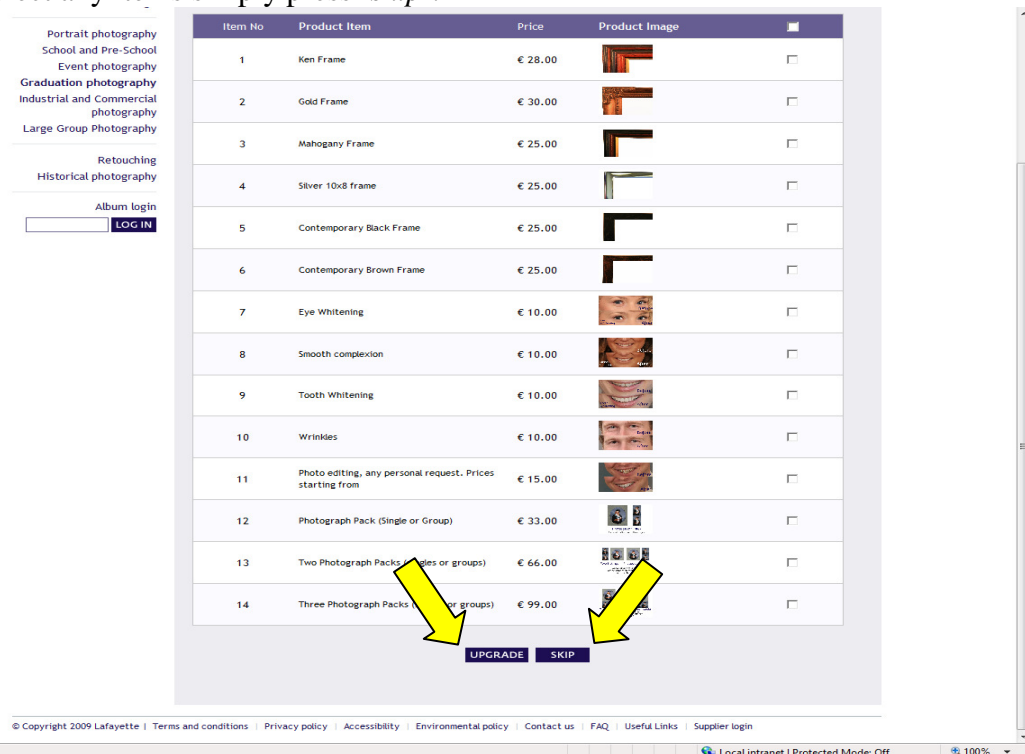 Portrait photography
School and Pre-School
Event photography
Graduation photography
Industrial and Commercial
photography
Large Group Photography
Retouching
Historical photography
Album login
LOG IN
Item No Product Item Price Product Image
1 Ken Frame € 28.00
2 Gold Frame € 30.00
3 Mahogany Frame € 25.00
4 Silver 10x8 frame € 25.00
5 Contemporary Black Frame € 25.00
6 Contemporary Brown Frame € 25.00
7 Eye Whitening € 10.00
8 Smooth complexion € 10.00
9 Tooth Whitening € 10.00
10 Wrinkles € 10.00
11 Photo editing, any personal request. Prices
starting from € 15.00
12 Photograph Pack (Single or Group) € 33.00
13 Two Photograph Packs or groups) € 66.00
14 Three Photograph Packs or groups) € 99.00
UPGRADE SKIP
© Copyright 2009 Lafayette | Terms and conditions | Privacy policy | Accessibility | Environmental policy | Contact us | FAQ | Useful Links | Supplier login
Local intranet | Protected Mode: Off 100%